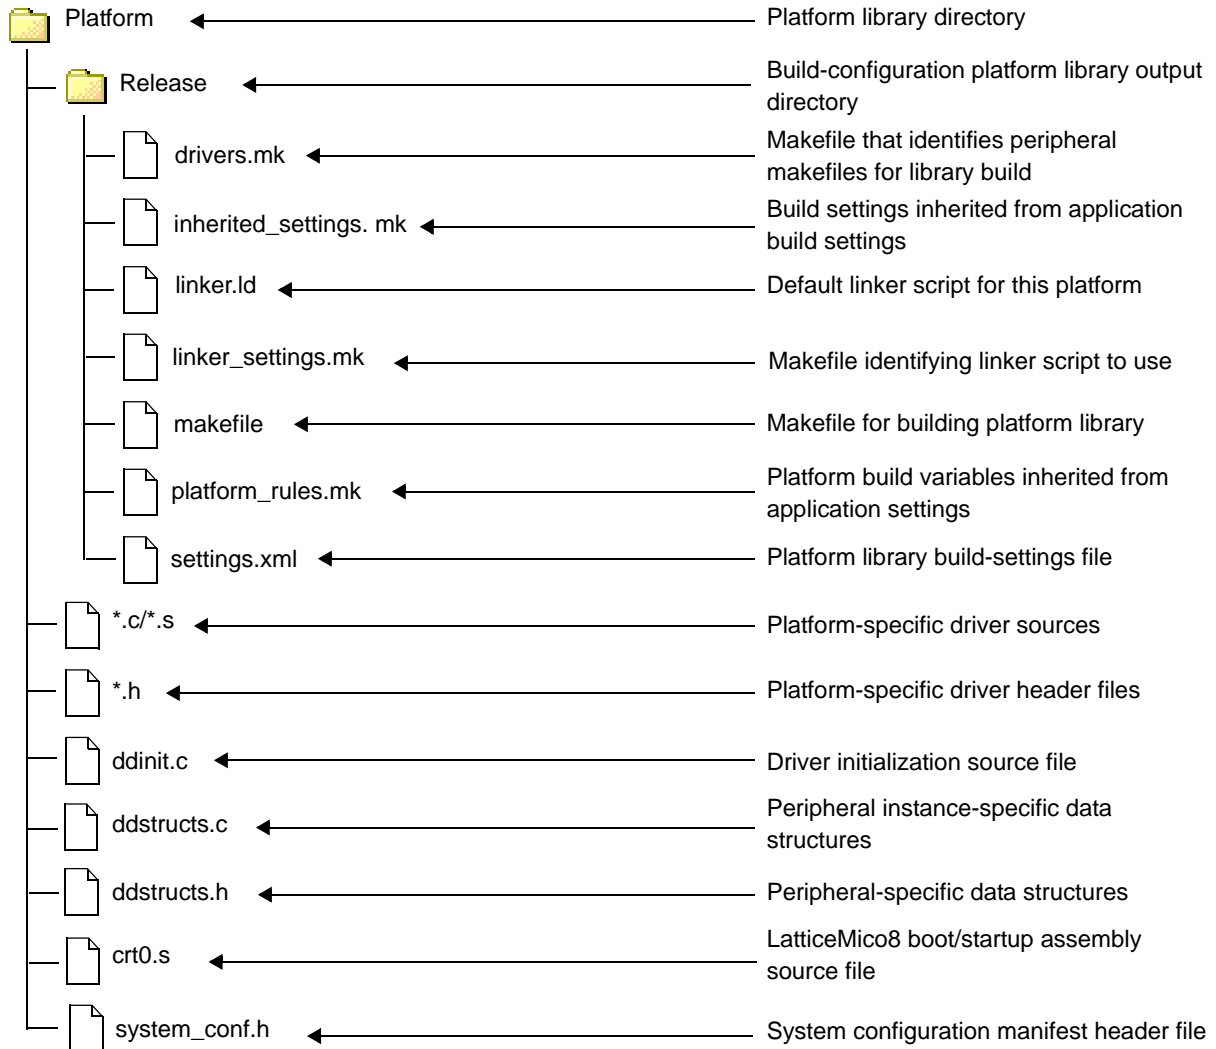 Platform
Platform library directory
Release
Build-configuration platform library output
directory
drivers.mk
Makefile that identifies peripheral
makefiles for library build
inherited_settings. mk
Build settings inherited from application
build settings
linker.ld
Default linker script for this platform
linker_settings.mk
Makefile identifying linker script to use
makefile
Makefile for building platform library
platform_rules.mk
Platform build variables inherited from
application settings
settings.xml
Platform library build-settings file
*.c/*.s
Platform-specific driver sources
*.h
Platform-specific driver header files
ddinit.c
Driver initialization source file
ddstructs.c
Peripheral instance-specific data
structures
ddstructs.h
Peripheral-specific data structures
crt0.s
LatticeMico8 boot/startup assembly
source file
system_conf.h
System configuration manifest header file